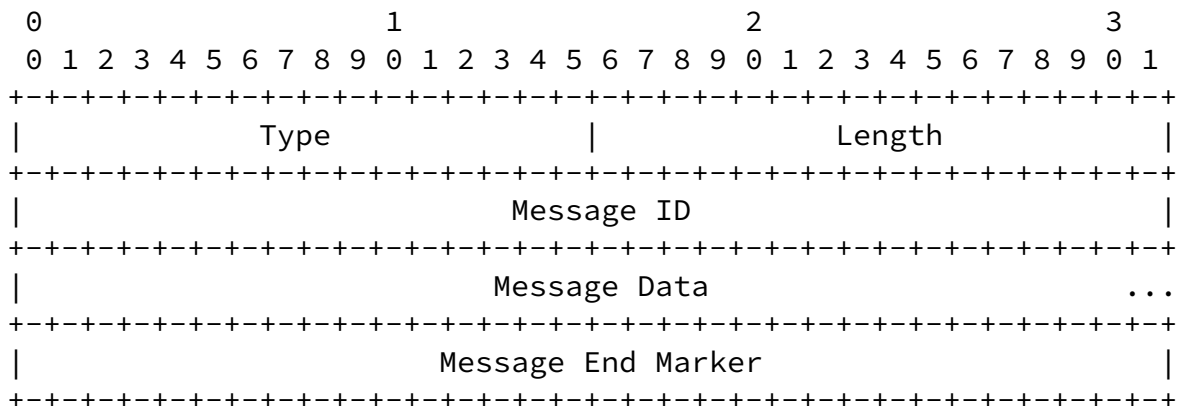 0                   1                   2                   3
 0 1 2 3 4 5 6 7 8 9 0 1 2 3 4 5 6 7 8 9 0 1 2 3 4 5 6 7 8 9 0 1
+-+-+-+-+-+-+-+-+-+-+-+-+-+-+-+-+-+-+-+-+-+-+-+-+-+-+-+-+-+-+-+-+
|             Type              |             Length            |
+-+-+-+-+-+-+-+-+-+-+-+-+-+-+-+-+-+-+-+-+-+-+-+-+-+-+-+-+-+-+-+-+
|                           Message ID                          |
+-+-+-+-+-+-+-+-+-+-+-+-+-+-+-+-+-+-+-+-+-+-+-+-+-+-+-+-+-+-+-+-+
|                          Message Data                       ...
+-+-+-+-+-+-+-+-+-+-+-+-+-+-+-+-+-+-+-+-+-+-+-+-+-+-+-+-+-+-+-+-+
|                       Message End Marker                      |
+-+-+-+-+-+-+-+-+-+-+-+-+-+-+-+-+-+-+-+-+-+-+-+-+-+-+-+-+-+-+-+-+